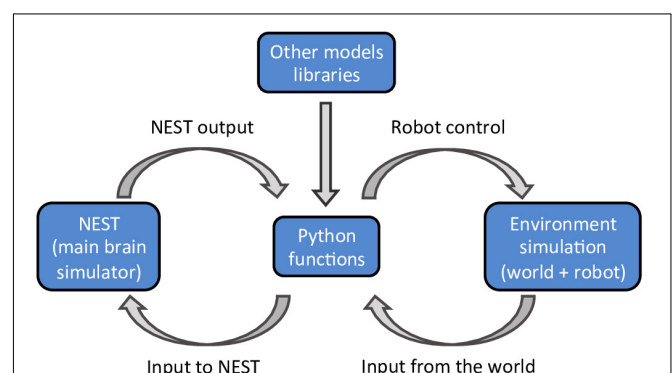 Other models
libraries
NEST output
Robot control
NEST
(main brain
simulator)
Python
functions
Environment
simulation
(world + robot)
Input to NEST
Input from the world